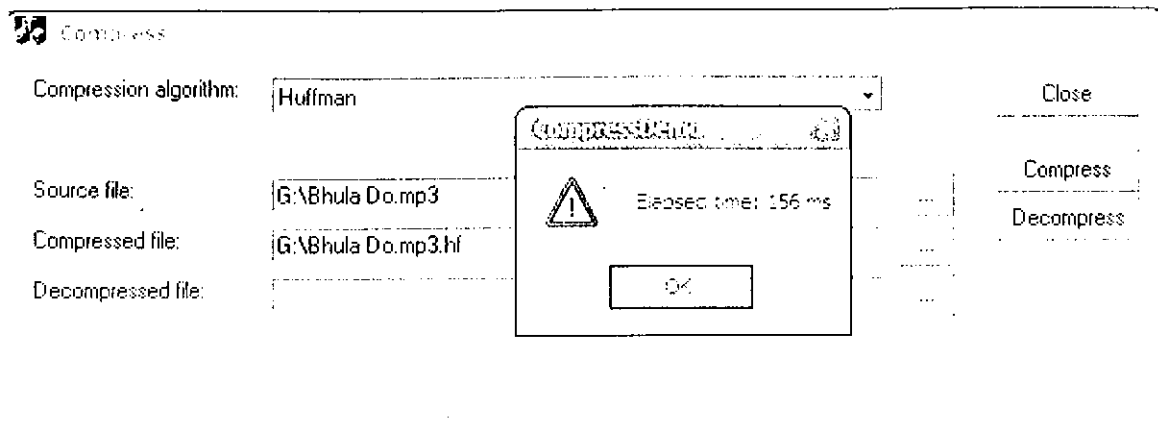 Compress
Compression algorithm:
Huffman
Close
CompressDemo
Compress
Source file:
G:\Bhula Do.mp3
Elapsed time: 156 ms
...
Decompress
Compressed file:
G:\Bhula Do.mp3.hf
...
Decompressed file:
OK
...